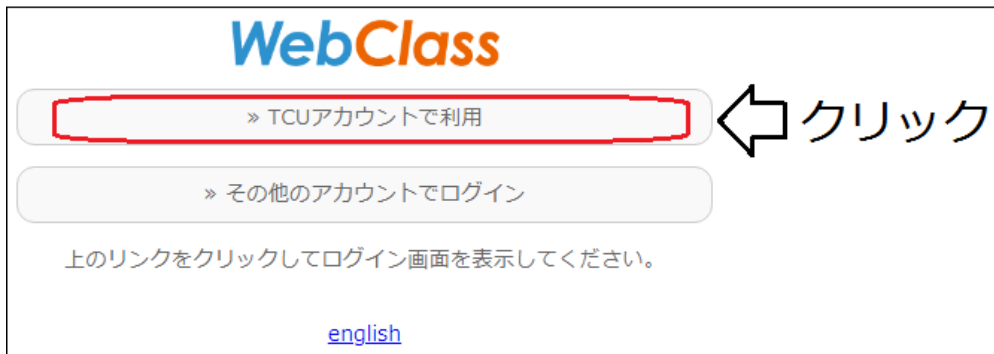 WebClass
» TCUアカウントで利用
クリック
» その他のアカウントでログイン
上のリンクをクリックしてログイン画面を表示してください。
english